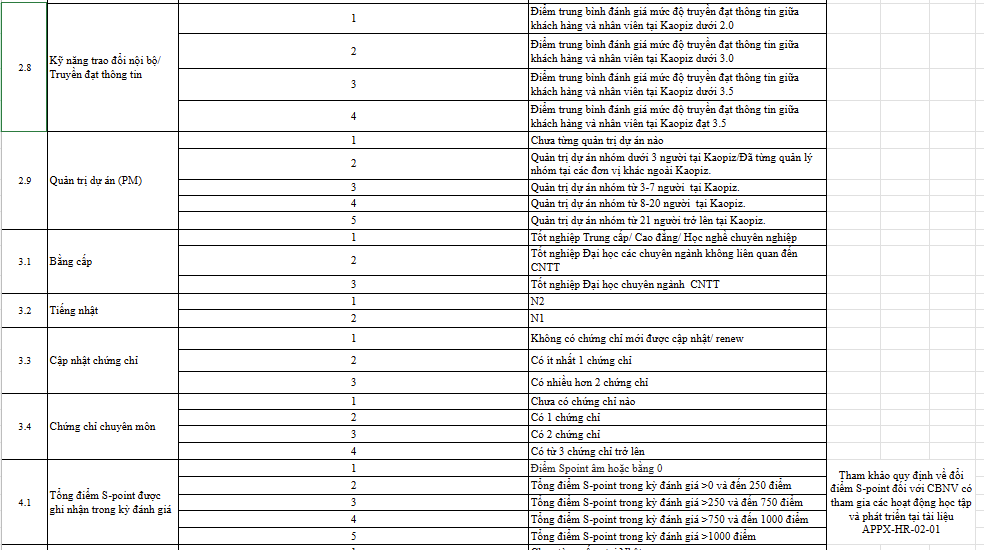 2.8
Kỹ năng trao đổi nội bộ/
Truyền đạt thông tin
1
Điểm trung bình đánh giá mức độ truyền đạt thông tin giữa
khách hàng và nhân viên tại Kaopiz dưới 2.0
2
Điểm trung bình đánh giá mức độ truyền đạt thông tin giữa
khách hàng và nhân viên tại Kaopiz dưới 3.0
3
Điểm trung bình đánh giá mức độ truyền đạt thông tin giữa
khách hàng và nhân viên tại Kaopiz dưới 3.5
4
Điểm trung bình đánh giá mức độ truyền đạt thông tin giữa
khách hàng và nhân viên tại Kaopiz đạt 3.5
2.9
Quản trị dự án (PM)
1
Chưa từng quản trị dự án nào
2
Quản trị dự án nhóm dưới 3 người tại Kaopiz/Đã từng quản lý
nhóm tại các đơn vị khác ngoài Kaopiz.
3
Quản trị dự án nhóm từ 3-7 người tại Kaopiz.
4
Quản trị dự án nhóm từ 8-20 người tại Kaopiz.
5
Quản trị dự án nhóm từ 21 người trở lên tại Kaopiz.
3.1
Bằng cấp
1
Tốt nghiệp Trung cấp/ Cao đẳng/ Học nghề chuyên nghiệp
2
Tốt nghiệp Đại học các chuyên ngành không liên quan đến
CNTT
3
Tốt nghiệp Đại học chuyên ngành CNTT
3.2
Tiếng nhật
1
N2
2
N1
3.3
Cập nhật chứng chỉ
1
Không có chứng chỉ mới được cập nhật/ renew
2
Có ít nhất 1 chứng chỉ
3
Có nhiều hơn 2 chứng chỉ
3.4
Chứng chỉ chuyên môn
1
Chưa có chứng chỉ nào
2
Có 1 chứng chỉ
3
Có 2 chứng chỉ
4
Có từ 3 chứng chỉ trở lên
4.1
Tổng điểm S-point được
ghi nhận trong kỳ đánh giá
1
Điểm Spoint âm hoặc bằng 0
2
Tổng điểm S-point trong kỳ đánh giá >0 và đến 250 điểm
3
Tổng điểm S-point trong kỳ đánh giá >250 và đến 750 điểm
4
Tổng điểm S-point trong kỳ đánh giá >750 và đến 1000 điểm
5
Tổng điểm S-point trong kỳ đánh giá >1000 điểm
Tham khảo quy định về đổi
điểm S-point đối với CBNV có
tham gia các hoạt động học tập
và phát triển tại tài liệu
APPX-HR-02-01